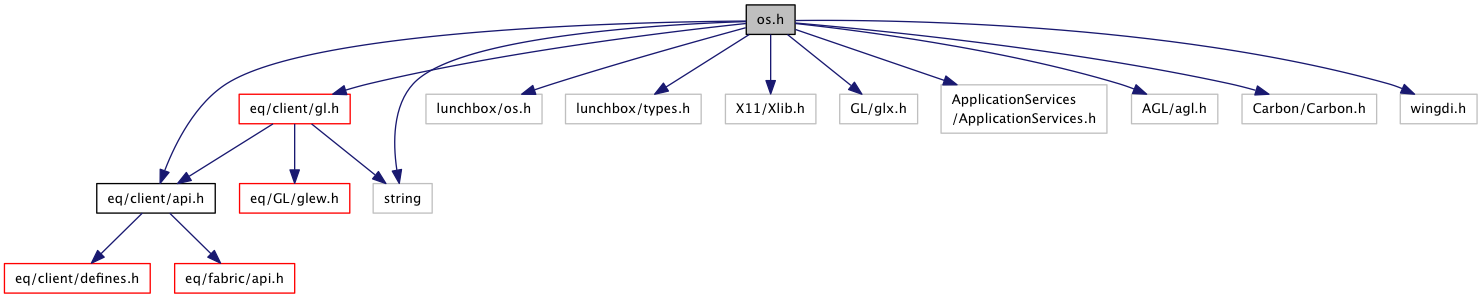 os.h
eq/client/gl.h
lunchbox/os.h
lunchbox/types.h
X11/Xlib.h
GL/glx.h
ApplicationServices
/ApplicationServices.h
AGL/agl.h
Carbon/Carbon.h
wingdi.h
eq/client/api.h
eq/GL/glew.h
string
eq/client/defines.h
eq/fabric/api.h